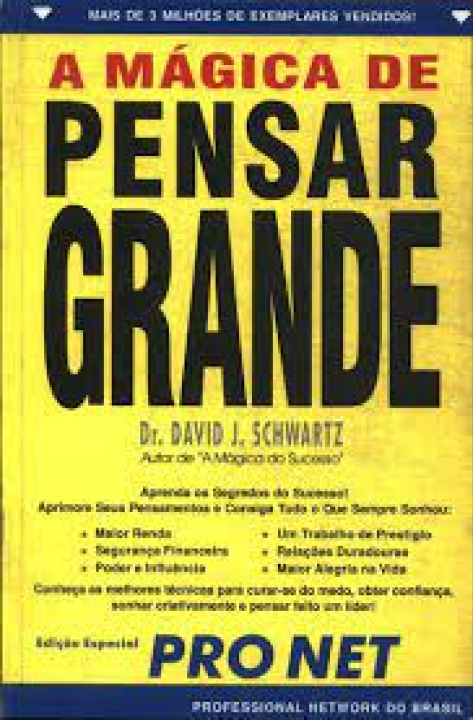 MAIS DE 3 MILHÕES DE EXEMPLARES VENDIDOS!
A MÁGICA DE
PENSAR
GRANDE
Dr. DAVID J. SCHWARTZ
Autor de "A Mágica do Sucesso"
Aprenda os Segredos do Sucesso!
Aprimore Seus Pensamentos e Consiga Tudo o Que Sempre Sonhou:
• Maior Renda • Um Trabalho de Prestígio
• Segurança Financeira • Relações Duradouras
• Poder e Influência • Maior Alegria na Vida
Conheça as melhores técnicas para curar-se do medo, obter confiança,
sonhar criativamente e pensar feito um líder!
Edição Especial PRO NET
PROFESSIONAL NETWORK DO BRASIL